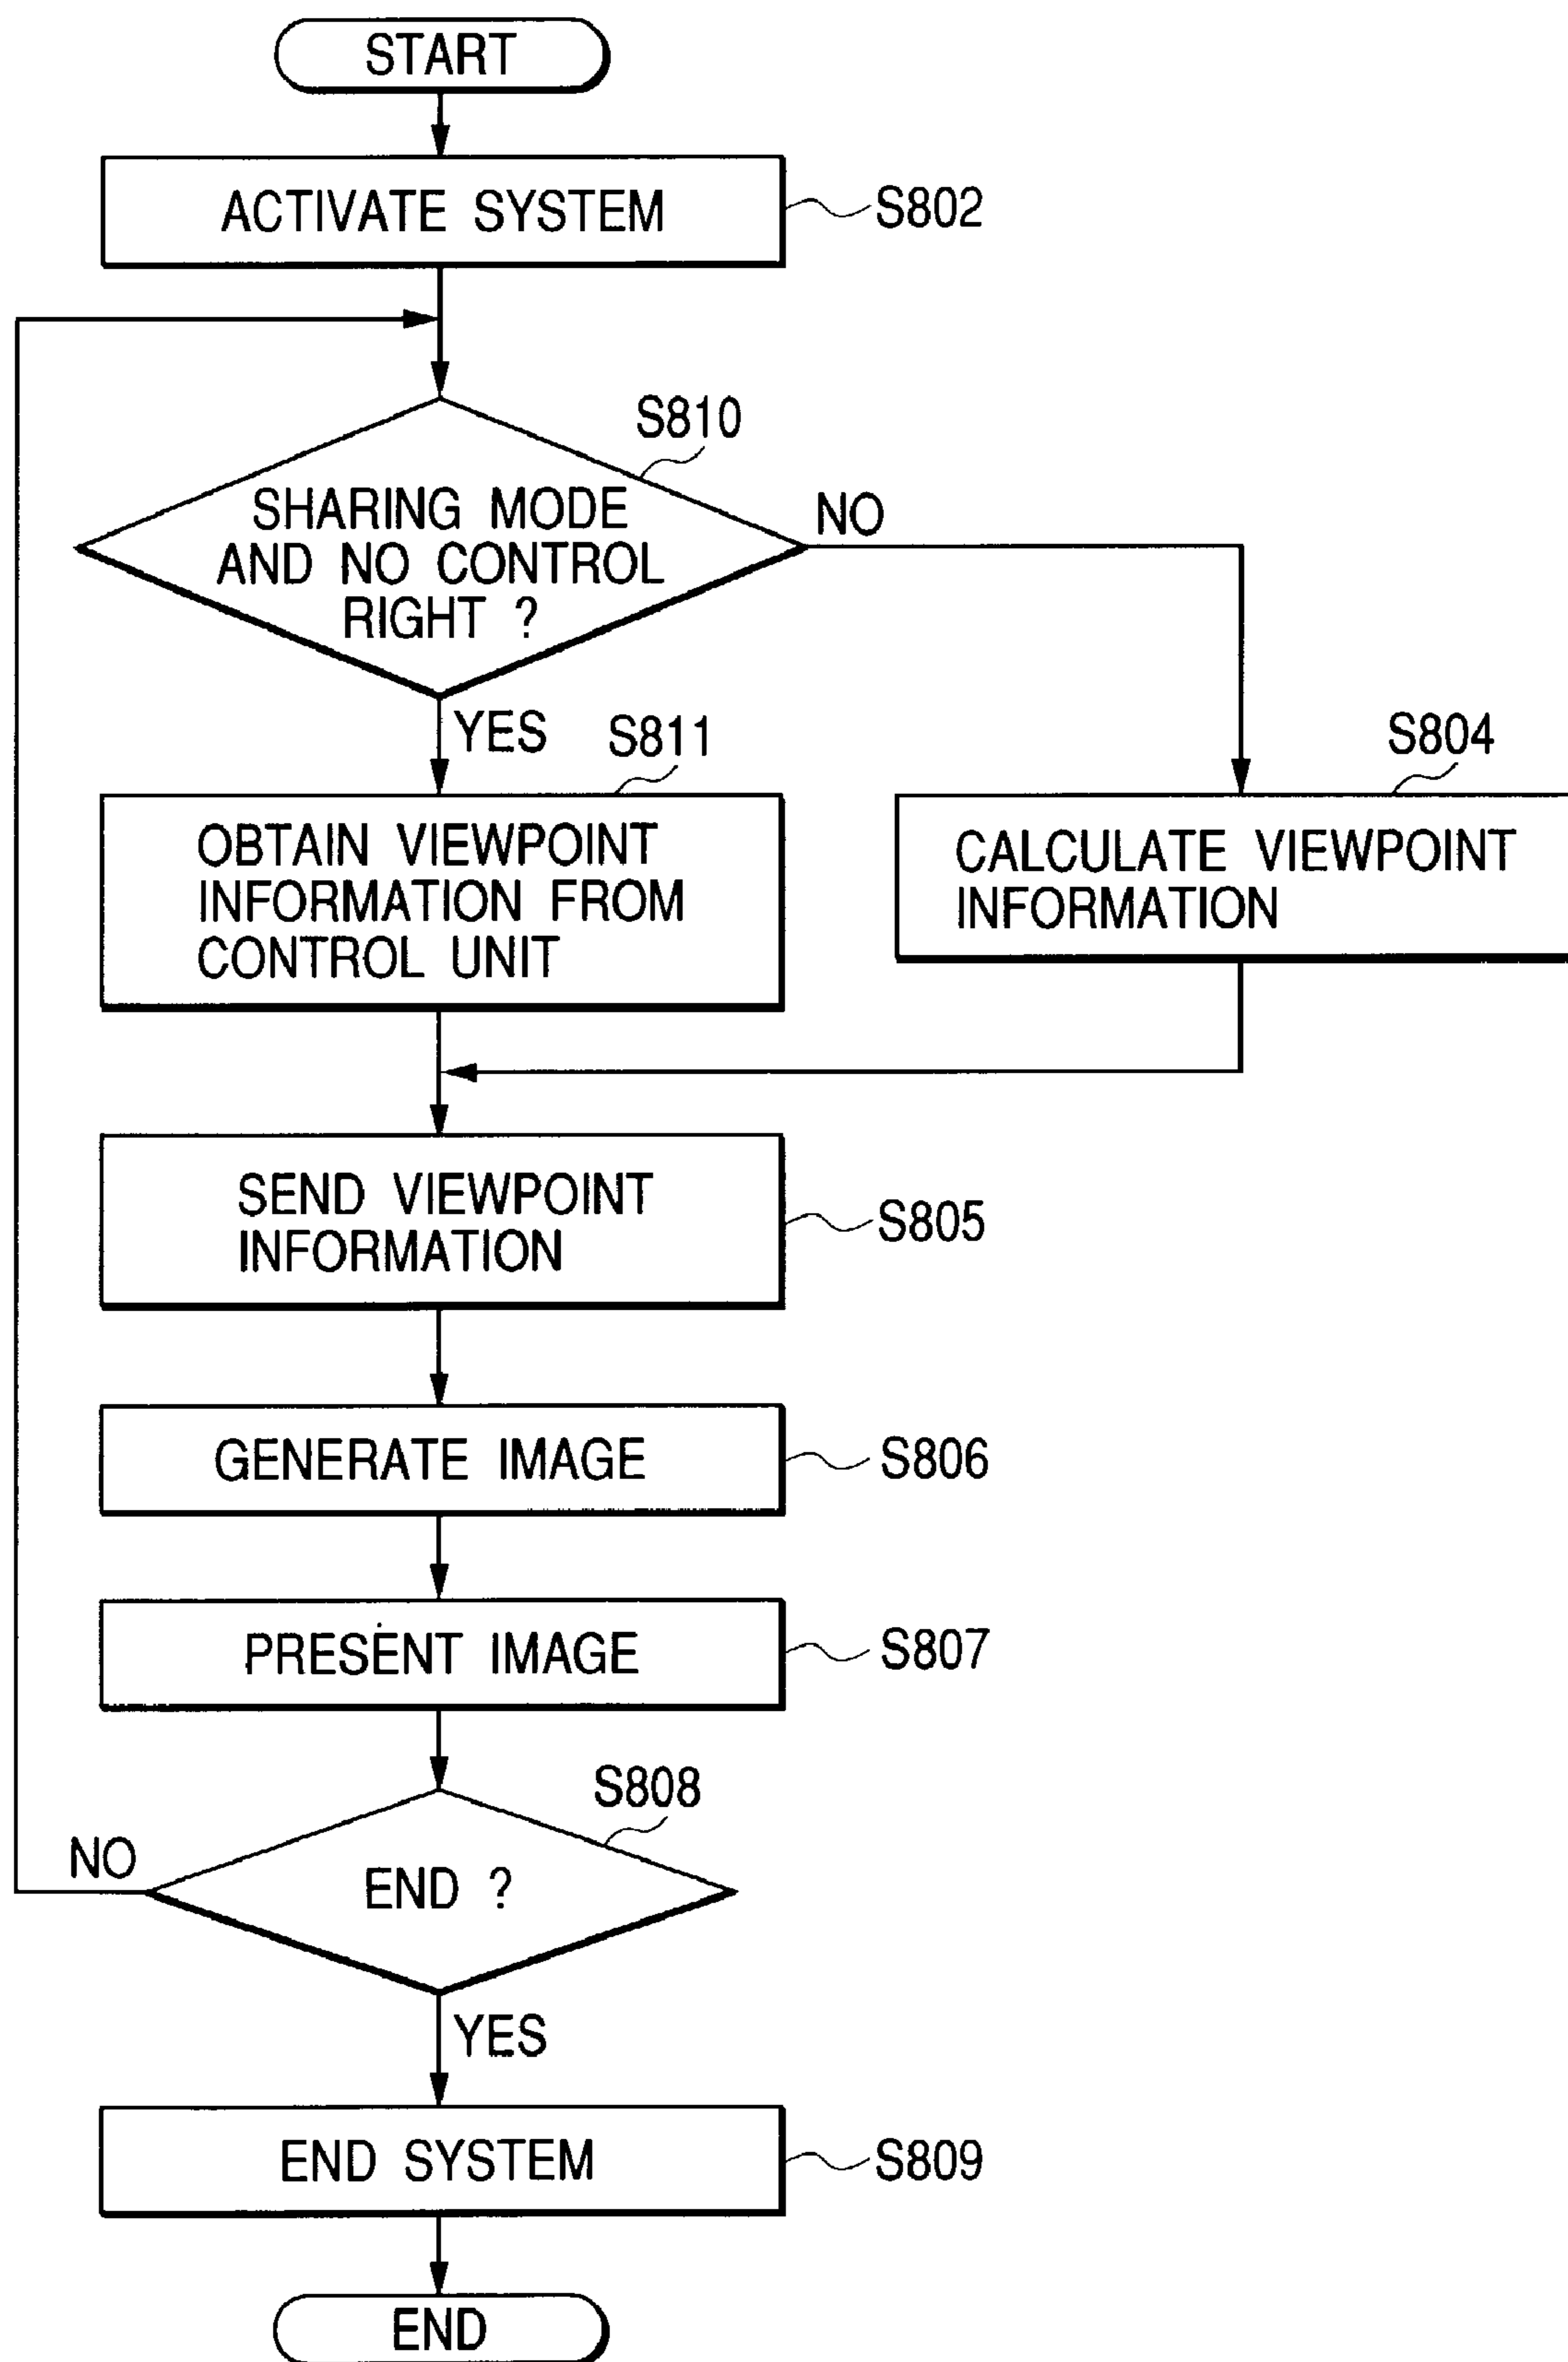 START
ACTIVATE SYSTEM
S802
S810
SHARING MODE
AND NO CONTROL
RIGHT ?
NO
YES
S811
OBTAIN VIEWPOINT
INFORMATION FROM
CONTROL UNIT
S804
CALCULATE VIEWPOINT
INFORMATION
SEND VIEWPOINT
INFORMATION
S805
GENERATE IMAGE
S806
PRESENT IMAGE
S807
S808
END ?
NO
YES
END SYSTEM
S809
END